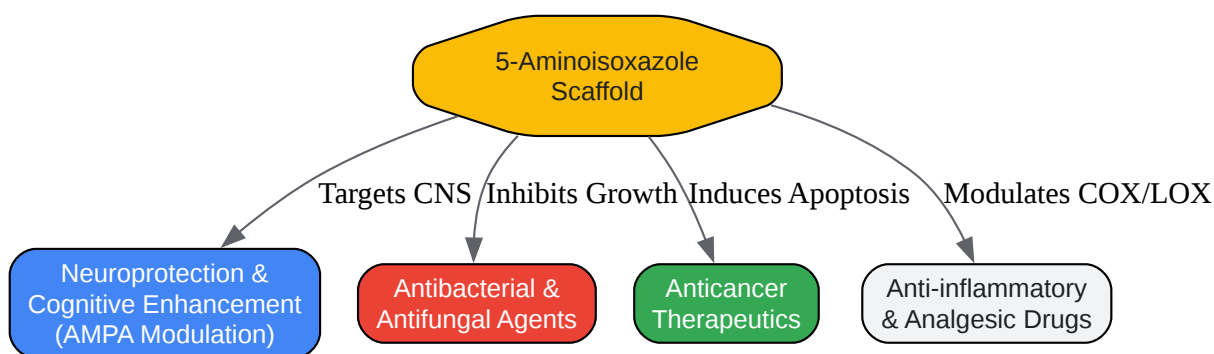 5-Aminoisoxazole
Scaffold
Targets CNS
Inhibits Growth
Induces Apoptosis
Modulates COX/LOX
Neuroprotection &
Cognitive Enhancement
(AMPA Modulation)
Antibacterial &
Antifungal Agents
Anticancer
Therapeutics
Anti-inflammatory
& Analgesic Drugs